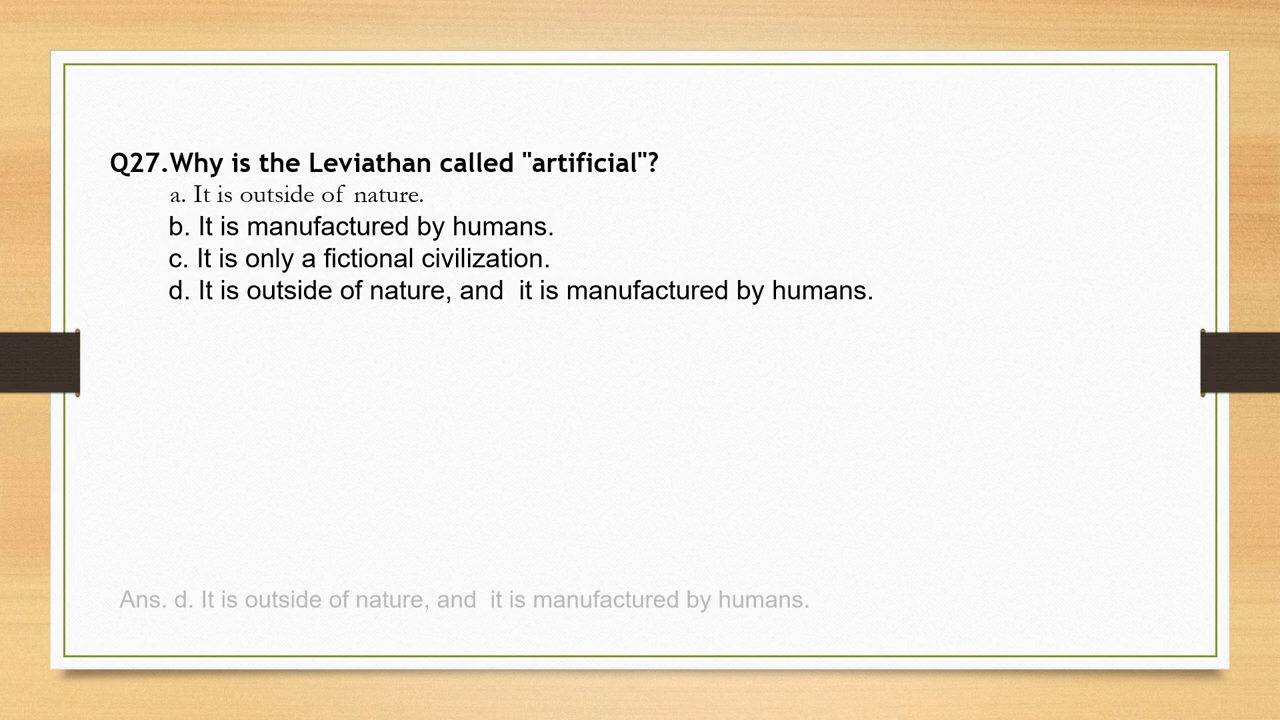 Q27.Why is the Leviathan called "artificial"?
a. It is outside of nature.
b. It is manufactured by humans.
c. It is only a fictional civilization.
d. It is outside of nature, and  it is manufactured by humans.
Ans. d. It is outside of nature, and  it is manufactured by humans.